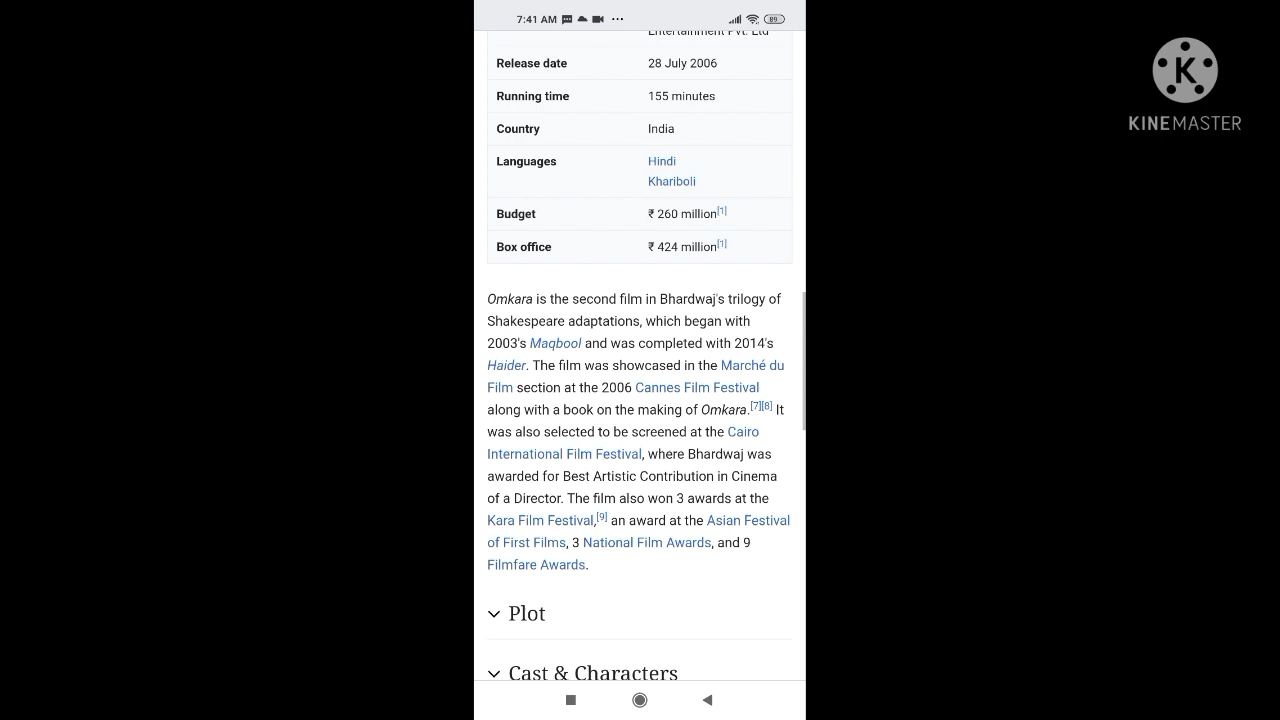 7:41 AM
89
Entertainment Pvt. Ltd
Release date 28 July 2006
Running time 155 minutes
Country India
Languages Hindi
Khariboli
Budget ₹ 260 million[1]
Box office ₹ 424 million[1]
Omkara is the second film in Bhardwaj's trilogy of
Shakespeare adaptations, which began with
2003's Maqbool and was completed with 2014's
Haider. The film was showcased in the Marché du
Film section at the 2006 Cannes Film Festival
along with a book on the making of Omkara.[7][8] It
was also selected to be screened at the Cairo
International Film Festival, where Bhardwaj was
awarded for Best Artistic Contribution in Cinema
of a Director. The film also won 3 awards at the
Kara Film Festival,[9] an award at the Asian Festival
of First Films, 3 National Film Awards, and 9
Filmfare Awards.
Plot
Cast & Characters
K
KINEMASTER